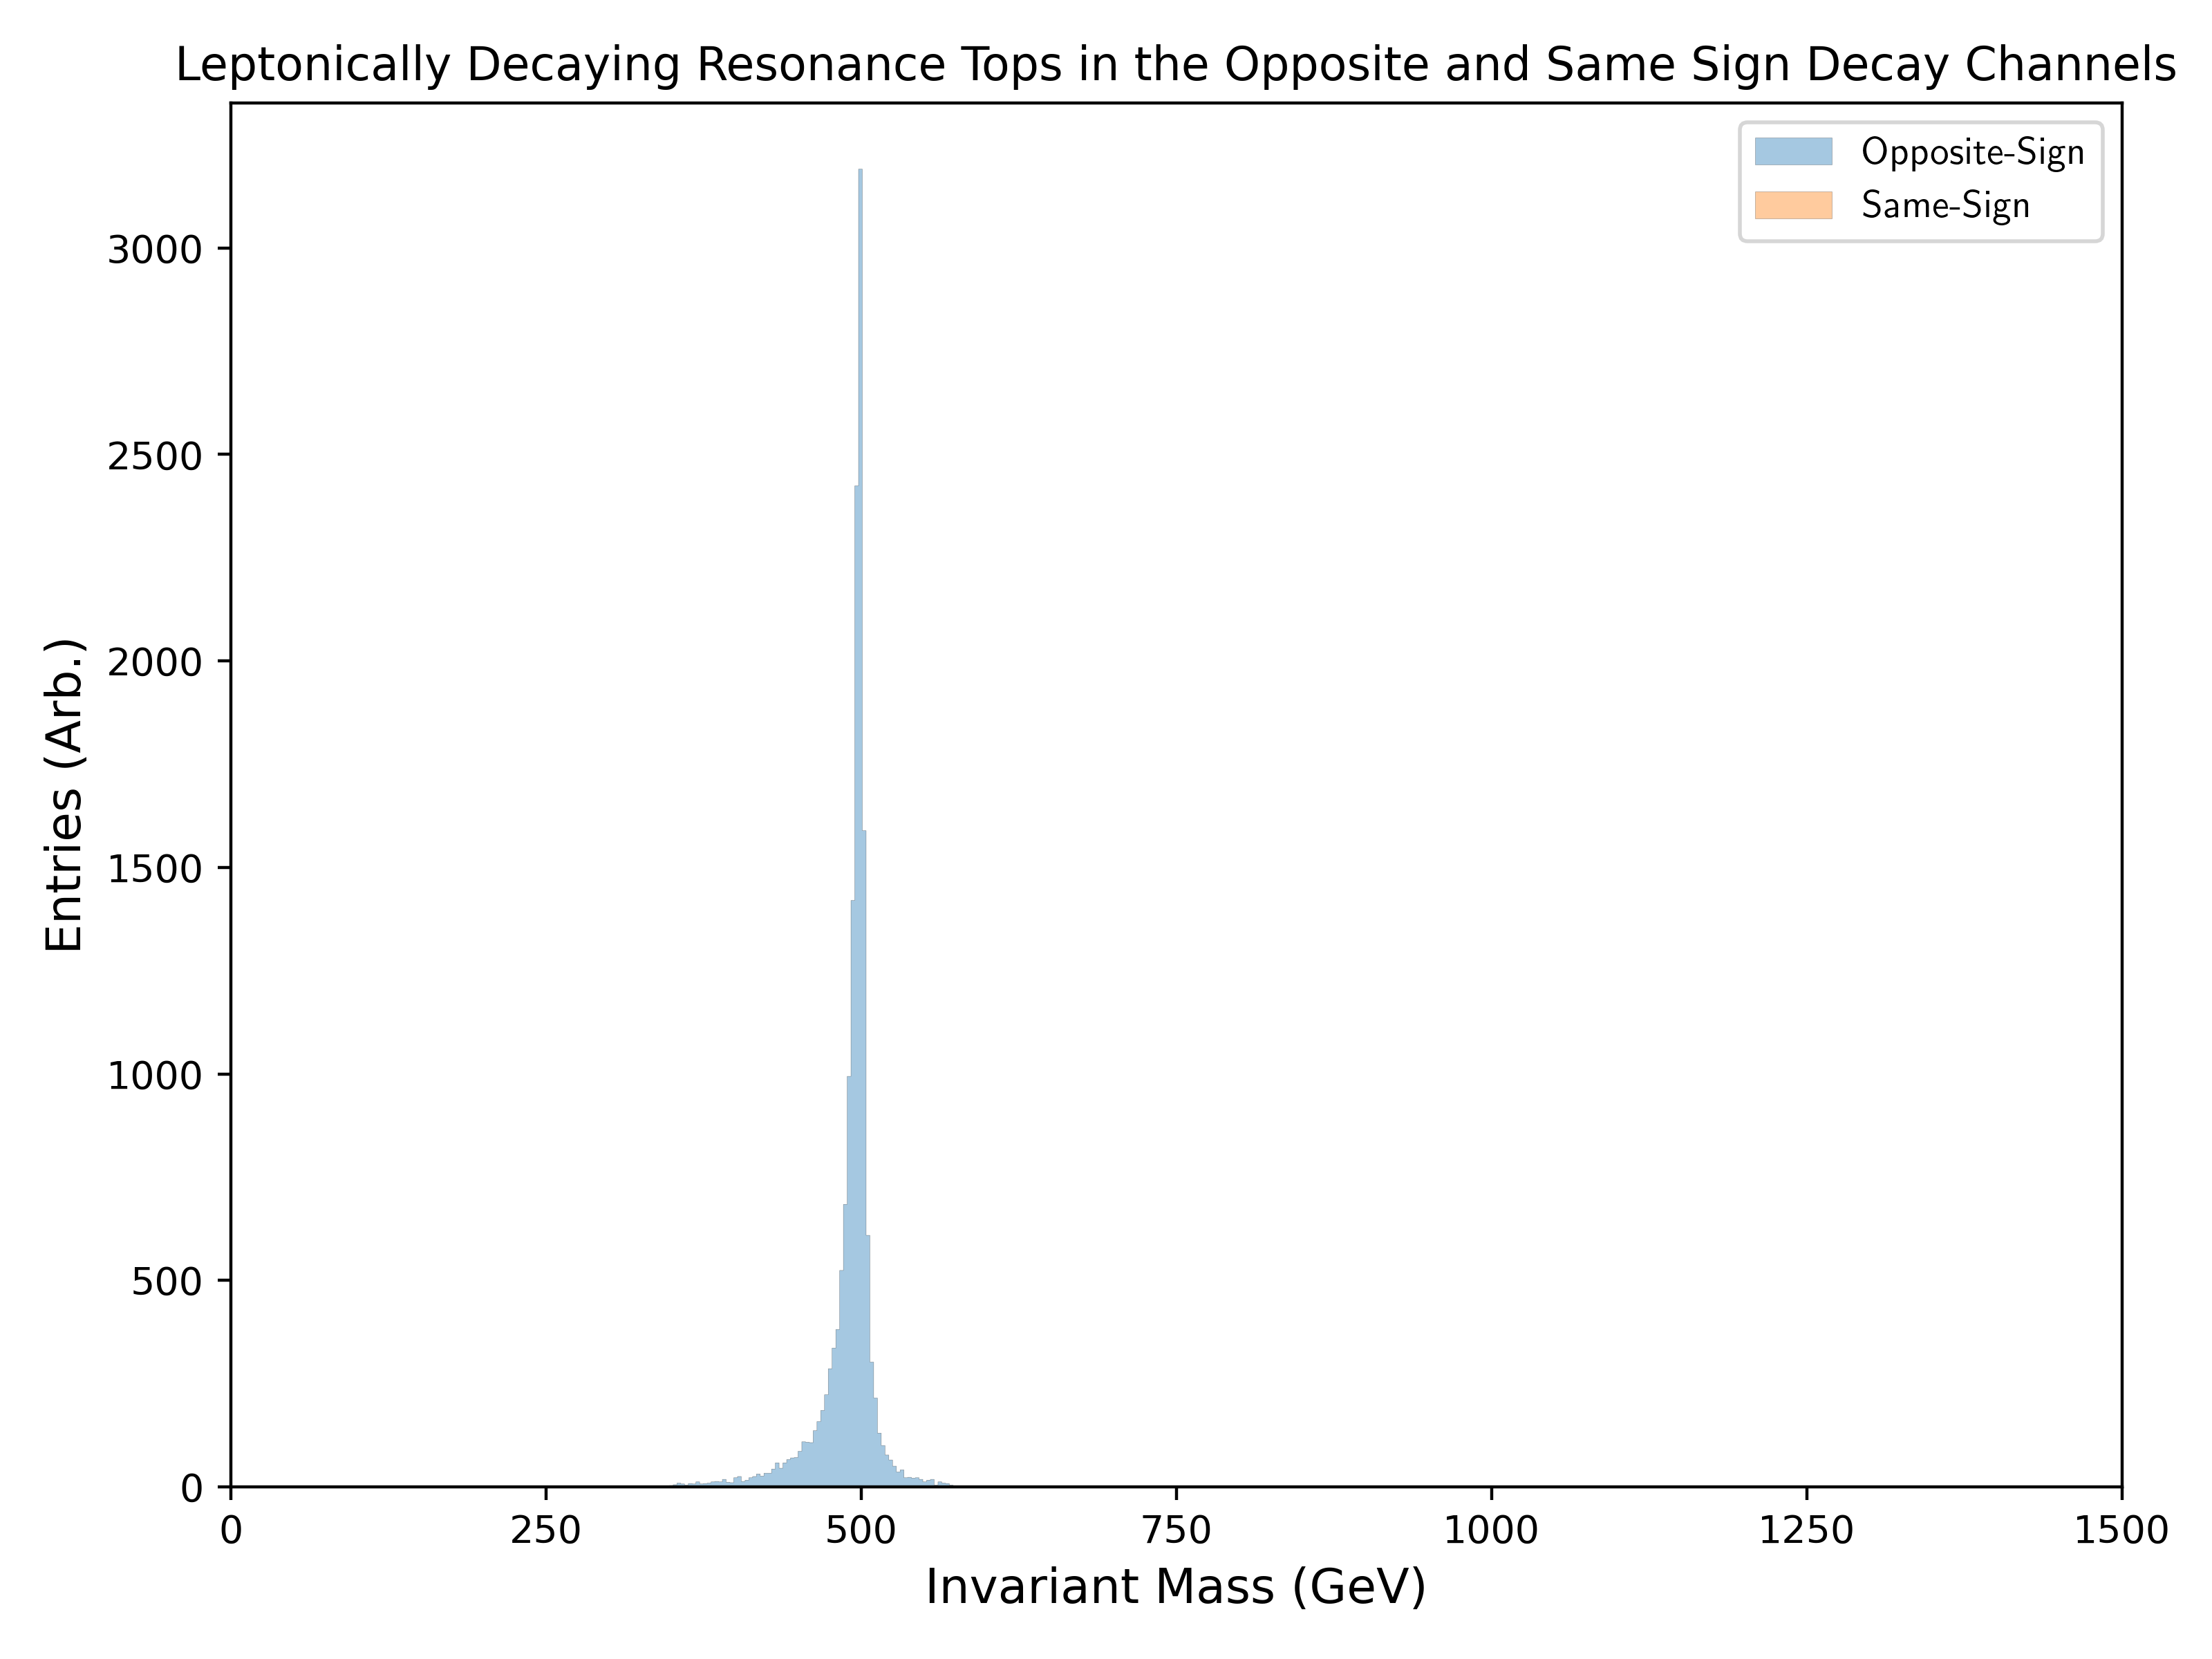 Leptonically Decaying Resonance Tops in the Opposite and Same Sign Decay Channels
Opposite-Sign
Same-Sign
Entries (Arb.)
3000
2500
2000
1500
1000
500
0
0 250 500 750 1000 1250 1500
Invariant Mass (GeV)